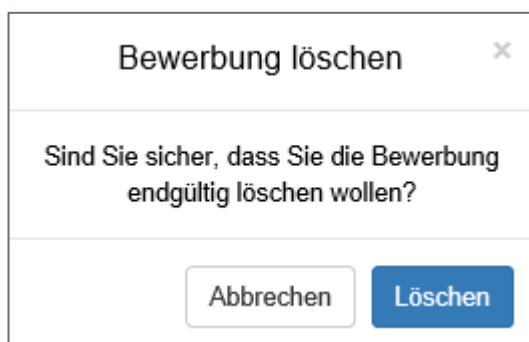 Bewerbung löschen ×
Sind Sie sicher, dass Sie die Bewerbung
endgültig löschen wollen?
Abbrechen Löschen